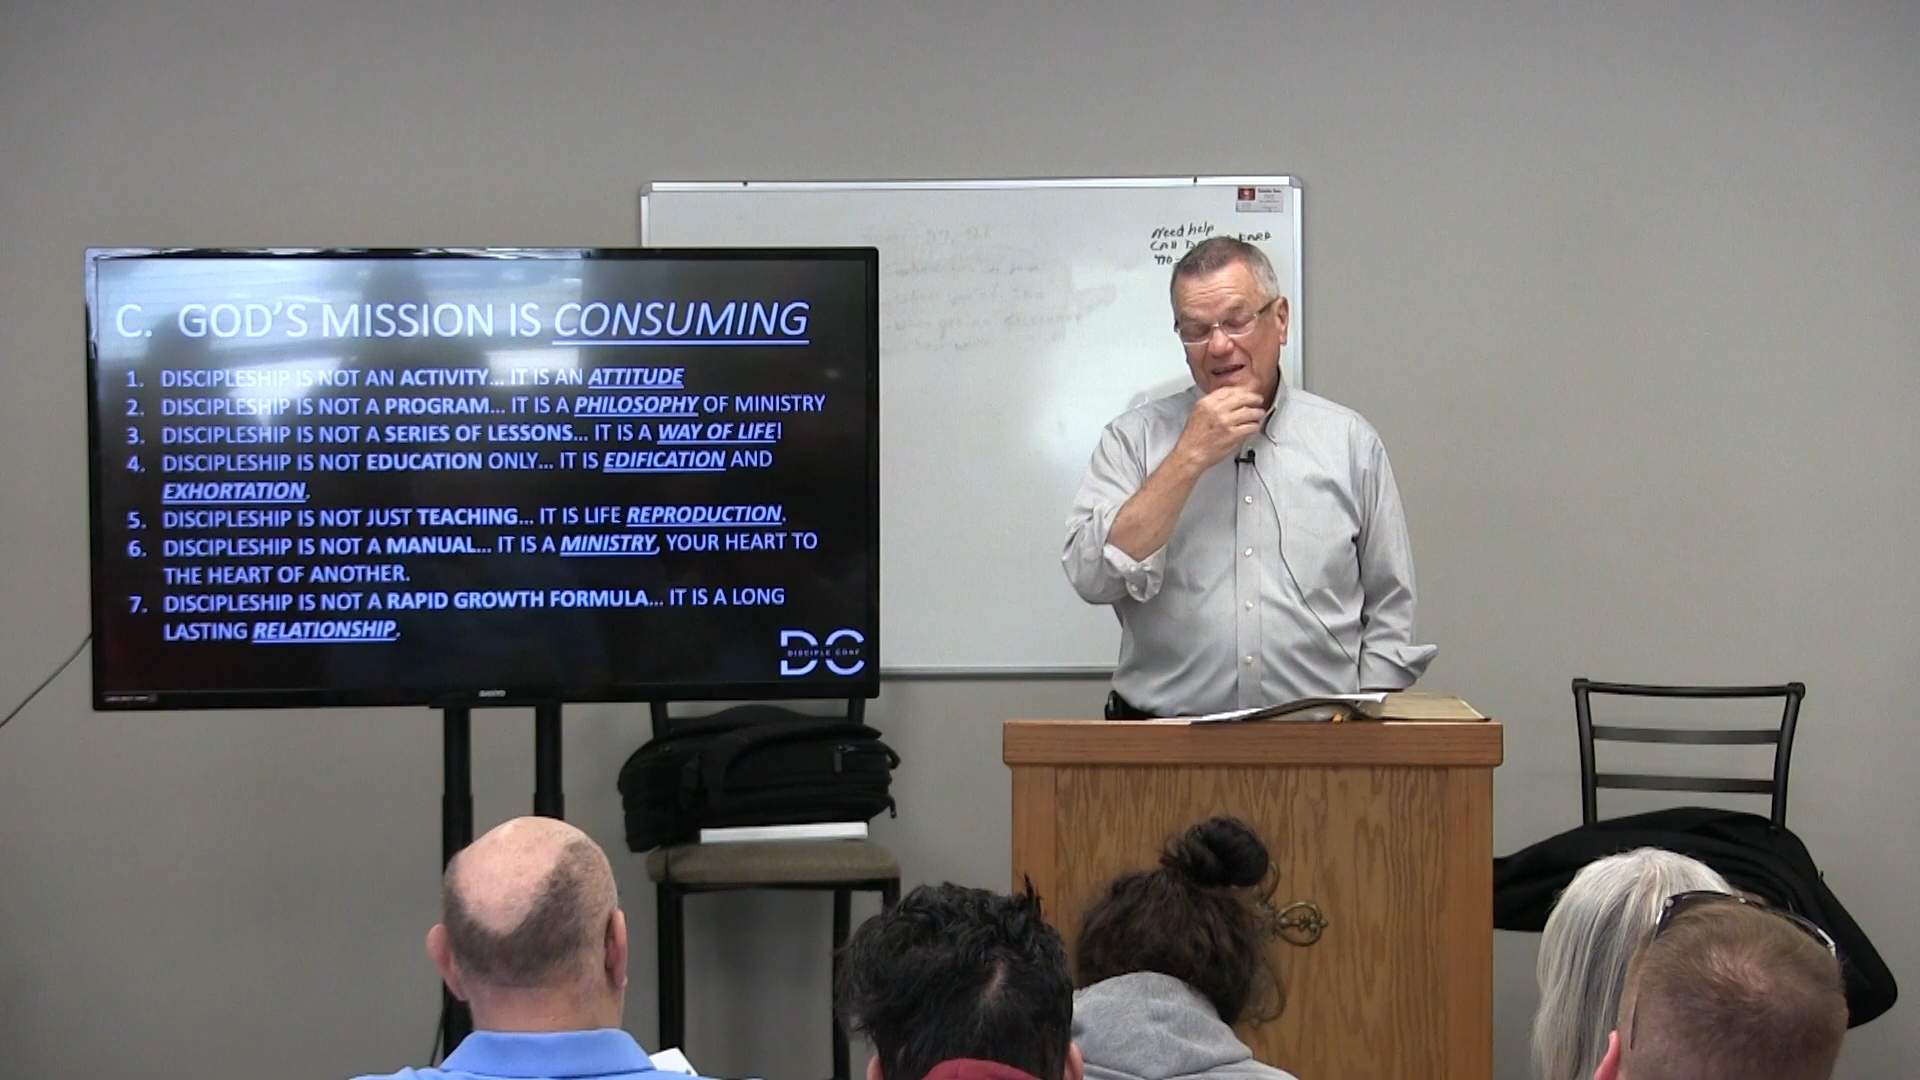 C. GOD'S MISSION IS CONSUMING
1. DISCIPLESHIP IS NOT AN ACTIVITY... IT IS AN ATTITUDE
2. DISCIPLESHIP IS NOT A PROGRAM... IT IS A PHILOSOPHY OF MINISTRY
3. DISCIPLESHIP IS NOT A SERIES OF LESSONS... IT IS A WAY OF LIFE!
4. DISCIPLESHIP IS NOT EDUCATION ONLY... IT IS EDIFICATION AND
EXHORTATION.
5. DISCIPLESHIP IS NOT JUST TEACHING... IT IS LIFE REPRODUCTION.
6. DISCIPLESHIP IS NOT A MANUAL... IT IS A MINISTRY, YOUR HEART TO
THE HEART OF ANOTHER.
7. DISCIPLESHIP IS NOT A RAPID GROWTH FORMULA... IT IS A LONG
LASTING RELATIONSHIP.
DC
DISCIPLE CONF
SANYO
Need help
CAll